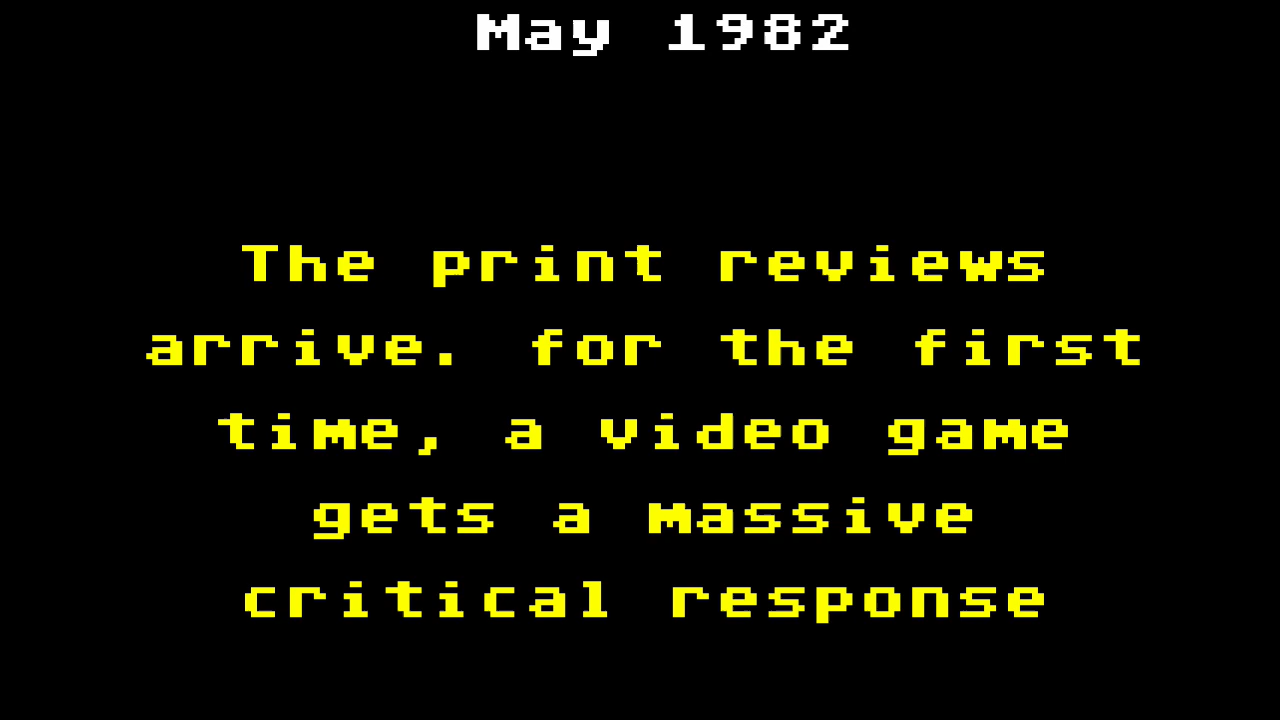 May 1982
The print reviews
arrive. for the first
time, a video game
gets a massive
critical response